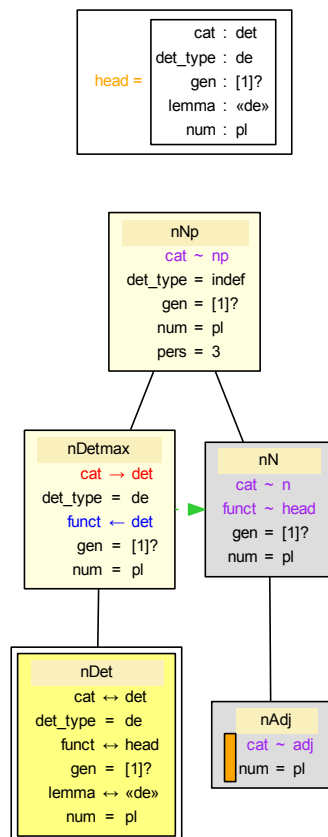 head =
cat : det
det_type : de
gen : [1]?
lemma : «de»
num : pl
nNp
cat ~ np
det_type = indef
gen = [1]?
num = pl
pers = 3
nDetmax
cat → det
det_type = de
funct ← det
gen = [1]?
num = pl
nN
cat ~ n
funct ~ head
gen = [1]?
num = pl
nDet
cat ↔ det
det_type = de
funct ↔ head
gen = [1]?
lemma ↔ «de»
num = pl
nAdj
cat ~ adj
num = pl